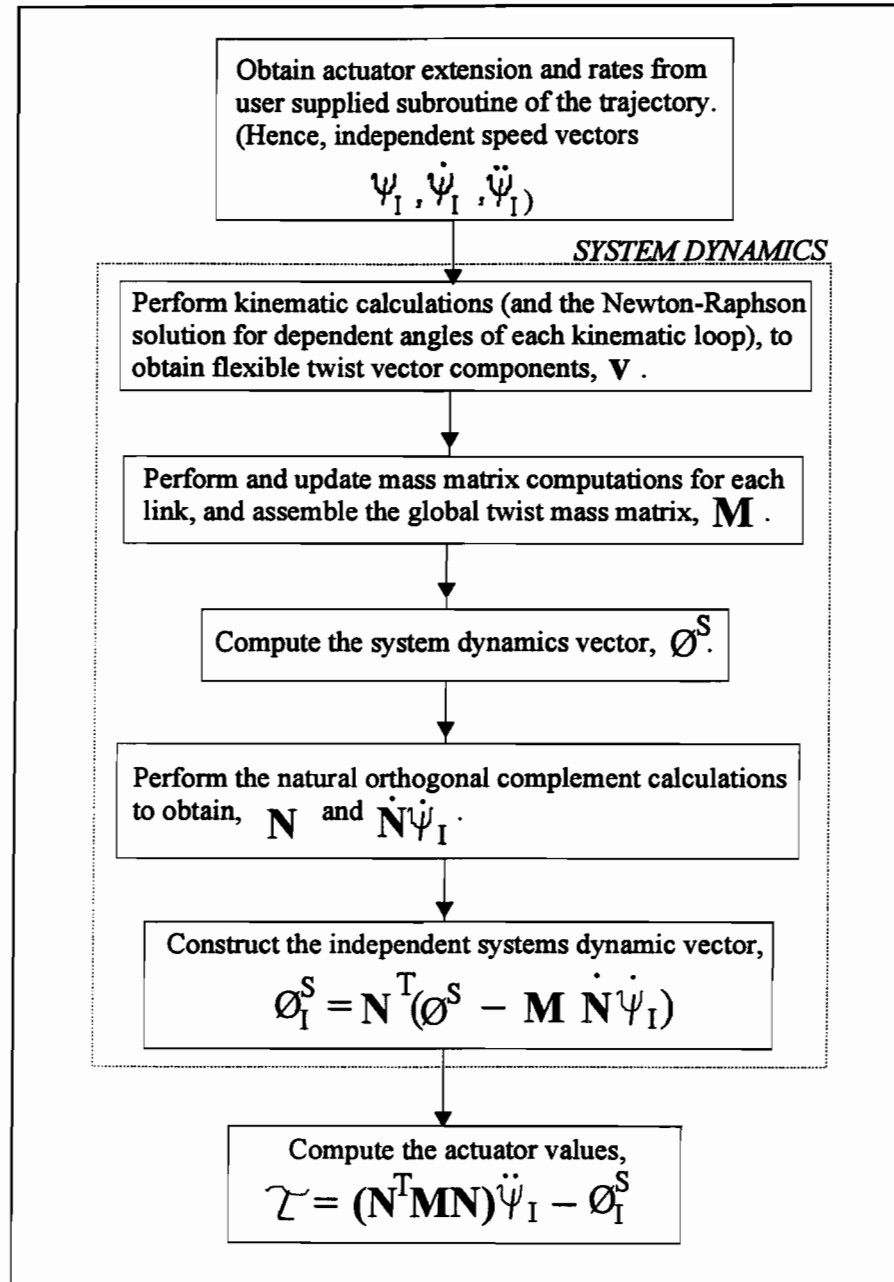 Obtain actuator extension and rates from
user supplied subroutine of the trajectory.
(Hence, independent speed vectors
ψ_I , ψ̇_I , ψ̈_I)
SYSTEM DYNAMICS
Perform kinematic calculations (and the Newton-Raphson
solution for dependent angles of each kinematic loop), to
obtain flexible twist vector components, v .
Perform and update mass matrix computations for each
link, and assemble the global twist mass matrix, M .
Compute the system dynamics vector, Ø^S.
Perform the natural orthogonal complement calculations
to obtain, N and Ṅψ̇_I .
Construct the independent systems dynamic vector,
Ø_I^S = N^T(Ø^S − M Ṅψ̇_I)
Compute the actuator values,
τ = (N^TMN)ψ̈_I − Ø_I^S